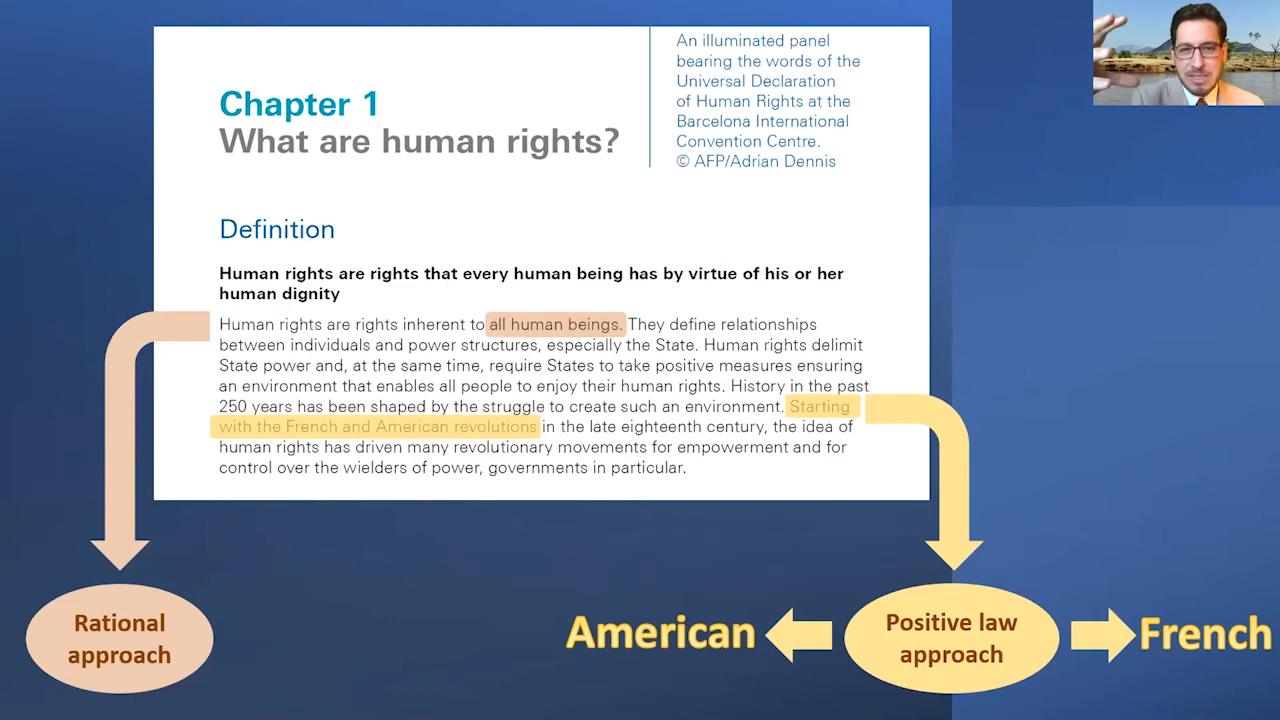 An illuminated panel
bearing the words of the
Universal Declaration
of Human Rights at the
Barcelona International
Convention Centre.
© AFP/Adrian Dennis
Chapter 1
What are human rights?
Definition
Human rights are rights that every human being has by virtue of his or her
human dignity
Human rights are rights inherent to all human beings. They define relationships
between individuals and power structures, especially the State. Human rights delimit
State power and, at the same time, require States to take positive measures ensuring
an environment that enables all people to enjoy their human rights. History in the past
250 years has been shaped by the struggle to create such an environment. Starting
with the French and American revolutions in the late eighteenth century, the idea of
human rights has driven many revolutionary movements for empowerment and for
control over the wielders of power, governments in particular.
Rational
approach
American
Positive law
approach
French